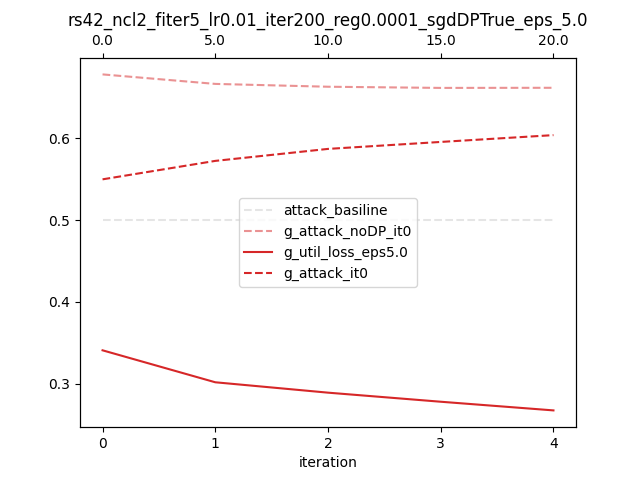 rs42_ncl2_fiter5_lr0.01_iter200_reg0.0001_sgdDPTrue_eps_5.0
0.0 5.0 10.0 15.0 20.0
0.6
0.5
0.4
0.3
attack_basiline
g_attack_noDP_it0
g_util_loss_eps5.0
g_attack_it0
0 1 2 3 4
iteration